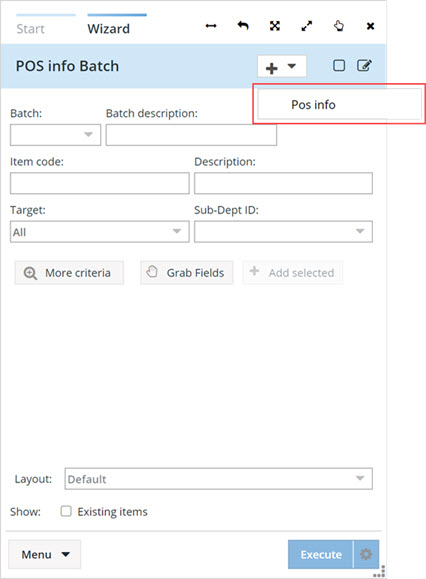 Start Wizard
POS info Batch
Pos info
Batch: Batch description:
Item code: Description:
Target: Sub-Dept ID:
All
More criteria Grab Fields Add selected
Layout: Default
Show: Existing items
Menu Execute